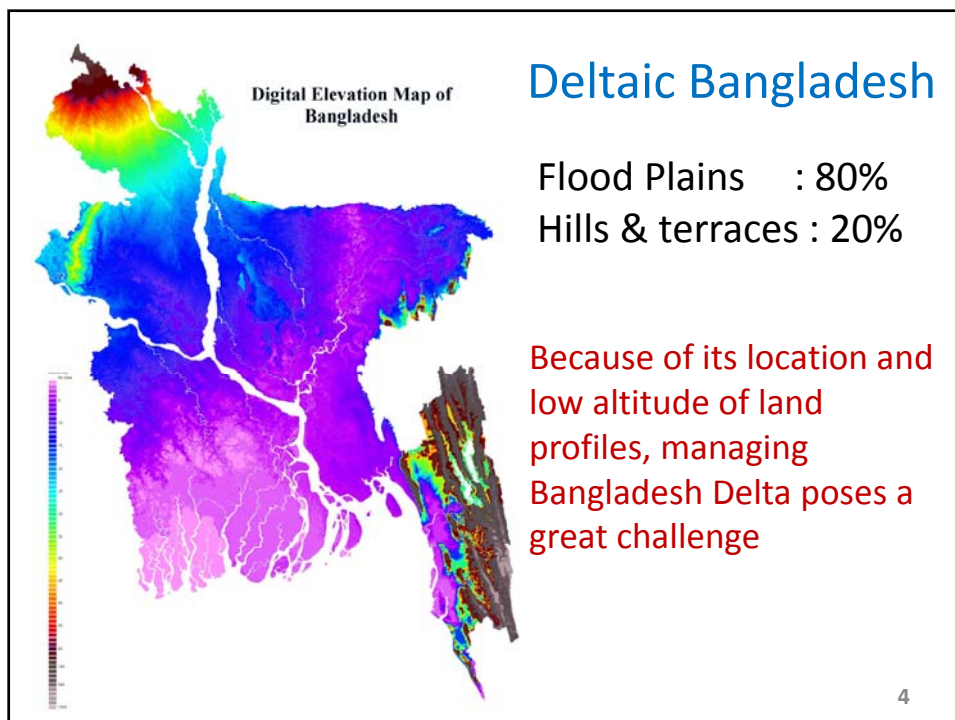 Digital Elevation Map of
Bangladesh
Deltaic Bangladesh
Flood Plains : 80%
Hills & terraces : 20%
Because of its location and
low altitude of land
profiles, managing
Bangladesh Delta poses a
great challenge
4